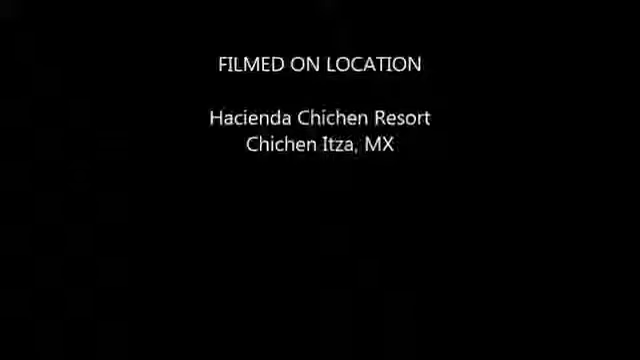 FILMED ON LOCATION
Hacienda Chichen Resort
Chichen Itza, MX